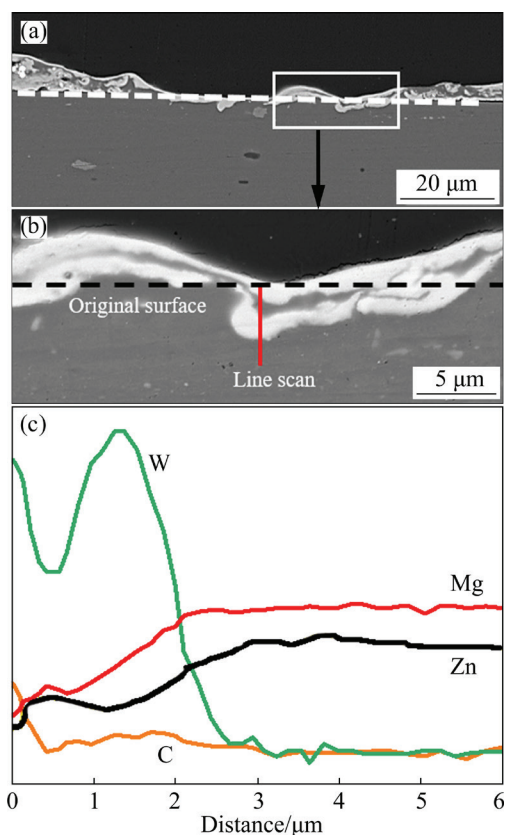 (a)
20 μm
(b)
Original surface
Line scan
5 μm
(c)
W
Mg
Zn
C
0 1 2 3 4 5 6
Distance/μm